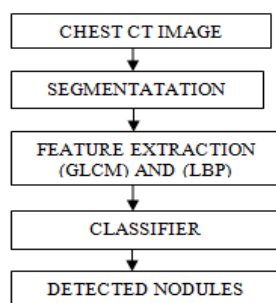 CHEST CT IMAGE
SEGMENTATATION
FEATURE EXTRACTION
(GLCM) AND (LBP)
CLASSIFIER
DETECTED NODULES